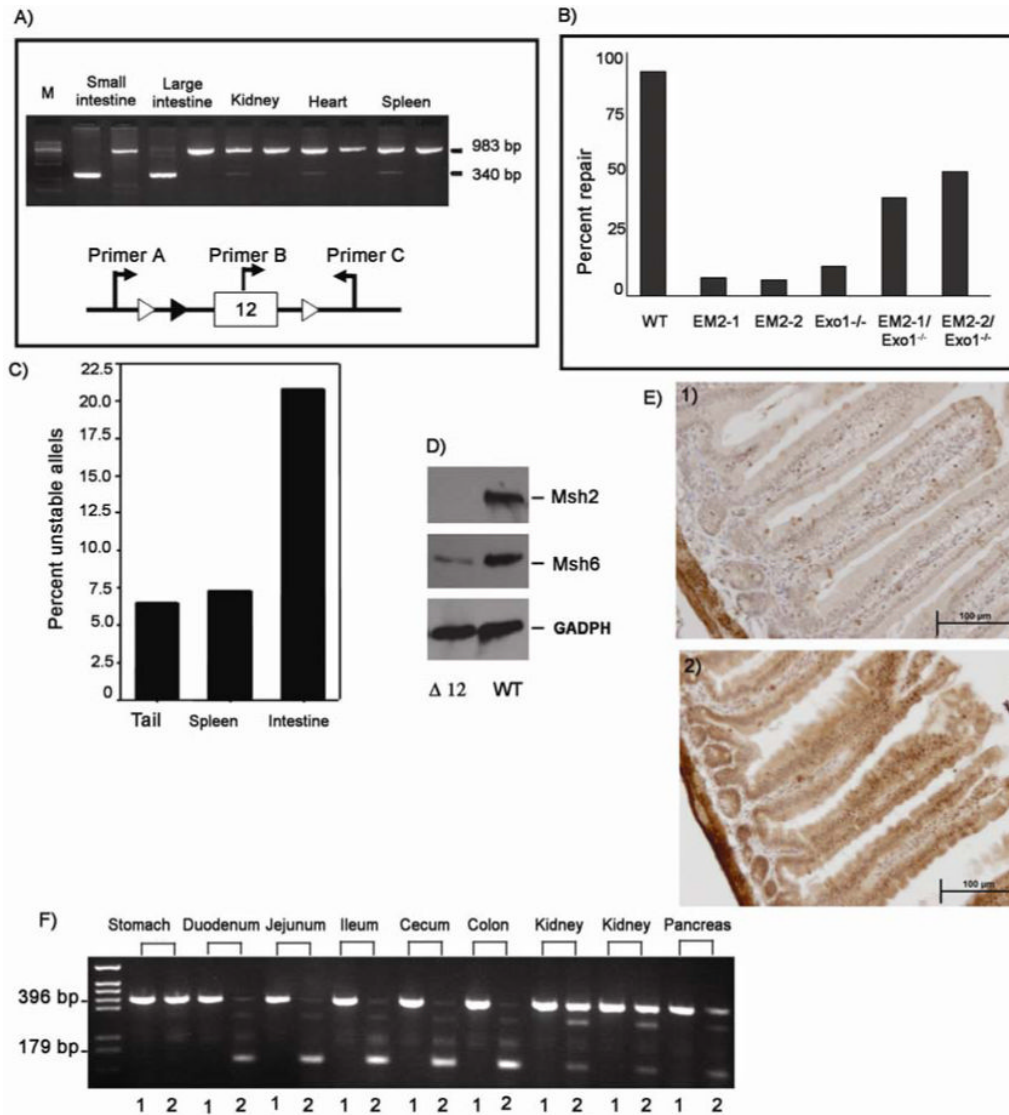 A)
M
Small intestine
Large intestine
Kidney
Heart
Spleen
983 bp
340 bp
Primer A
Primer B
Primer C
12
B)
Percent repair
100
75
50
25
0
WT
EM2-1
EM2-2
Exo1-/-
EM2-1/ Exo1-/-
EM2-2/ Exo1-/-
C)
Percent unstable allels
22.5
20.0
17.5
15.0
12.5
10.0
7.5
5.0
2.5
0
Tail
Spleen
Intestine
D)
Msh2
Msh6
GADPH
Δ 12
WT
E)
1)
100 µm
2)
100 µm
F)
Stomach
Duodenum
Jejunum
Ileum
Cecum
Colon
Kidney
Kidney
Pancreas
396 bp
179 bp
1 2 1 2 1 2 1 2 1 2 1 2 1 2 1 2 1 2